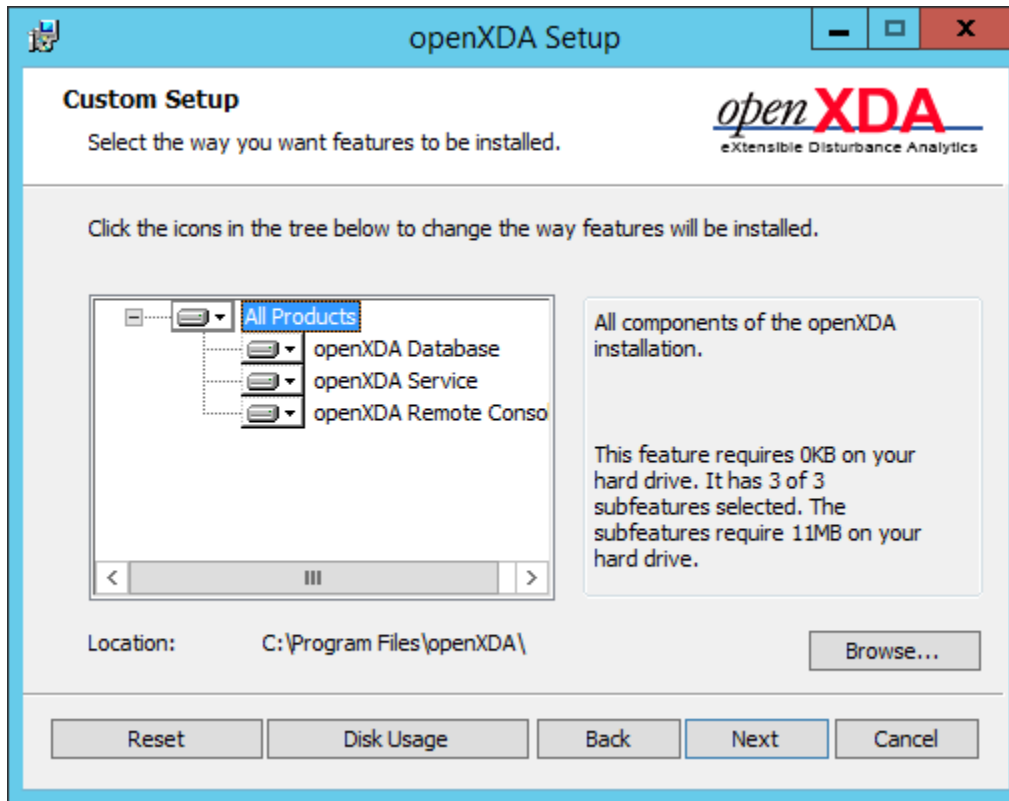 openXDA Setup
Custom Setup
Select the way you want features to be installed.
open XDA
eXtensible Disturbance Analytics
Click the icons in the tree below to change the way features will be installed.
All Products
openXDA Database
openXDA Service
openXDA Remote Consol
All components of the openXDA
installation.
This feature requires 0KB on your
hard drive. It has 3 of 3
subfeatures selected. The
subfeatures require 11MB on your
hard drive.
Location: C:\Program Files\openXDA\
Browse...
Reset Disk Usage Back Next Cancel